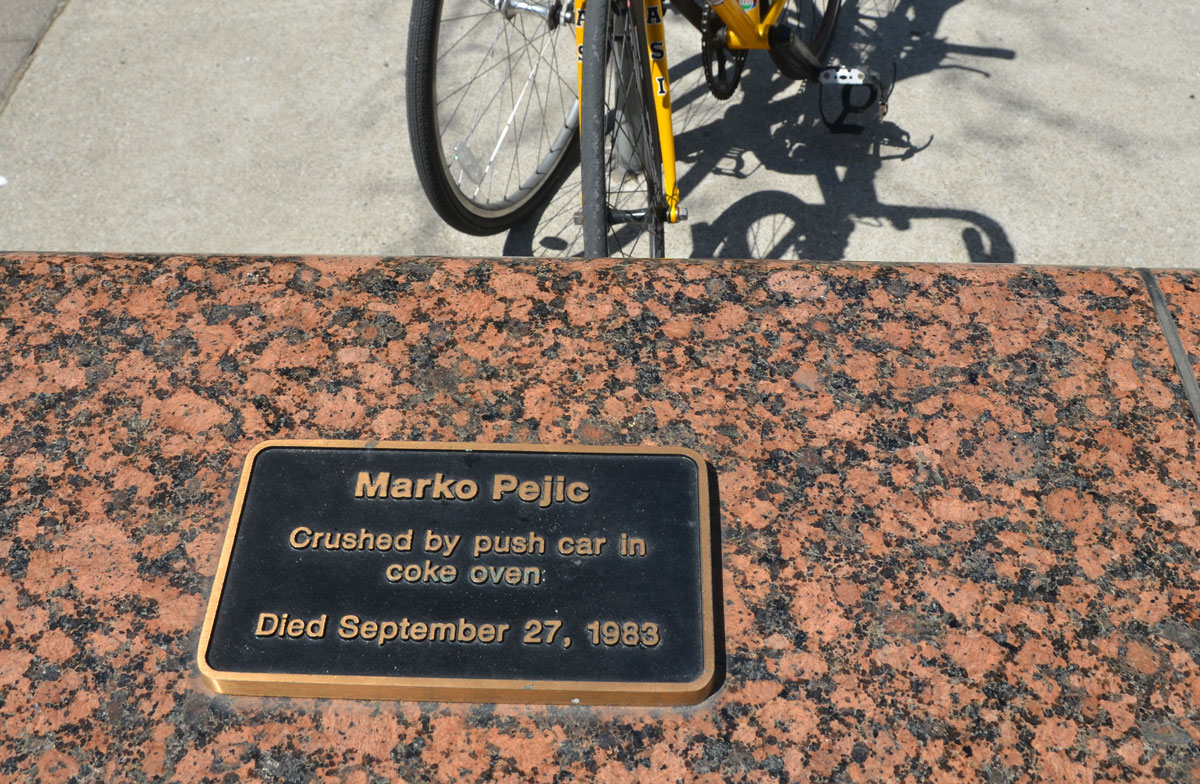 A
S
A
S
I
Marko Pejic
Crushed by push car in
coke oven
Died September 27, 1983